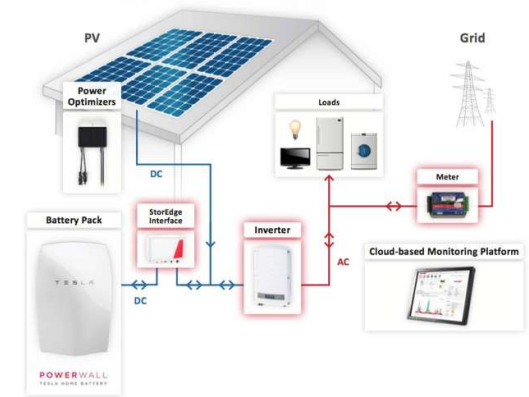 PV
Grid
Power
Optimizers
Loads
DC
Meter
Battery Pack
StorEdge
Interface
Inverter
AC
Cloud-based Monitoring Platform
TESLA
DC
POWERWALL
TESLA HOME BATTERY